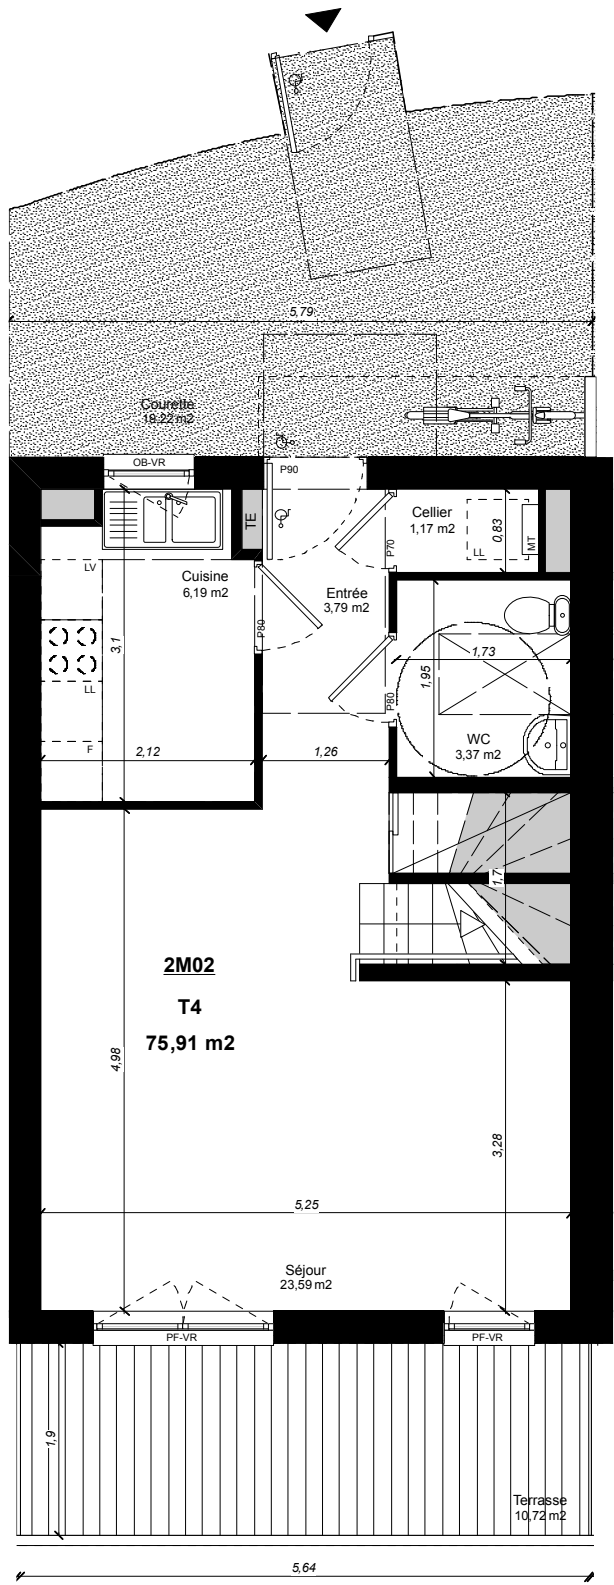 5,79
Courette
19,22 m2
OB-VR
P90
TE
Cellier
1,17 m2
0,83
LL
MT
P70
LV
Cuisine
6,19 m2
Entrée
3,79 m2
P80
3,1
1,73
1,95
LL
P80
WC
3,37 m2
F
2,12
1,26
1,7
2M02
T4
75,91 m2
4,98
3,28
5,25
Séjour
23,59 m2
PF-VR
PF-VR
1,9
Terrasse
10,72 m2
5,64